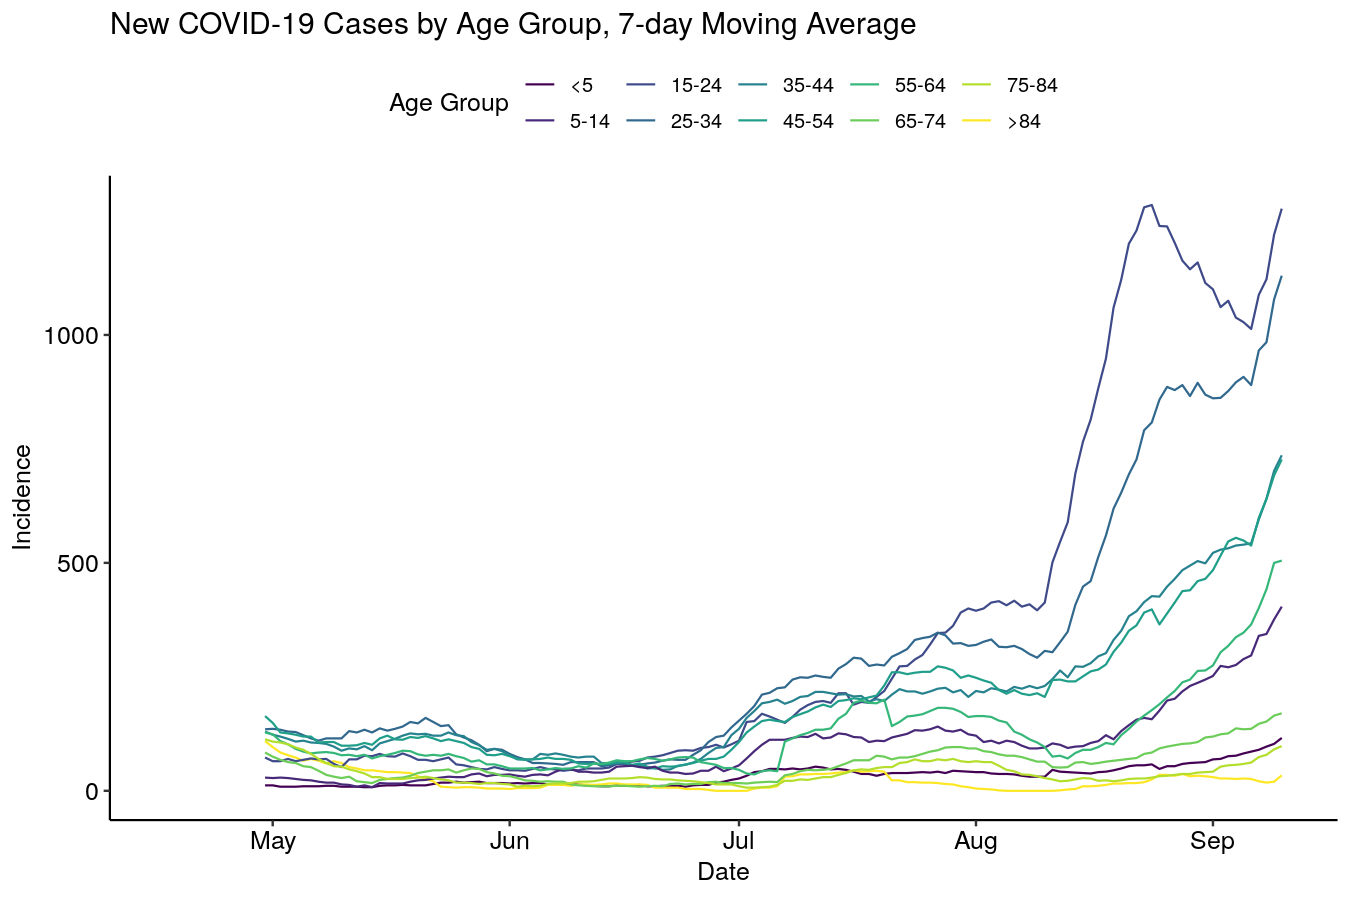 New COVID-19 Cases by Age Group, 7-day Moving Average
Age Group
<5 15-24 35-44 55-64 75-84
5-14 25-34 45-54 65-74 >84
Incidence
1000
500
0
May Jun Jul Aug Sep
Date